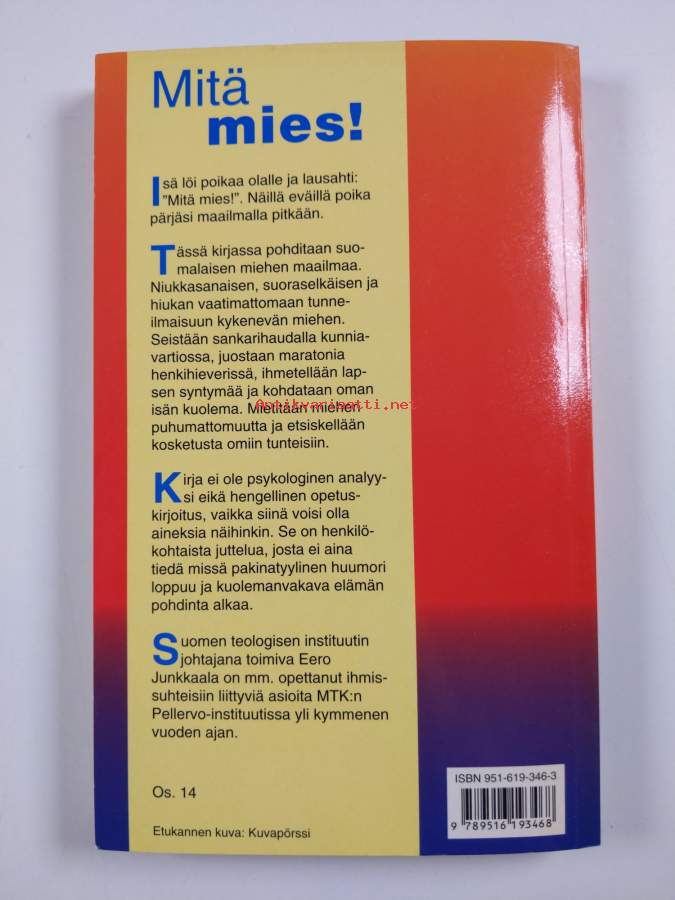 Mitä
mies!
Isä löi poikaa olalle ja lausahti:
"Mitä mies!". Näillä eväillä poika
pärjäsi maailmalla pitkään.
Tässä kirjassa pohditaan suo-
malaisen miehen maailmaa.
Niukkasanaisen, suoraselkäisen ja
hiukan vaatimattomaan tunne-
ilmaisuun kykenevän miehen.
Seistään sankarihaudalla kunnia-
vartiossa, juostaan maratonia
henkihieverissä, ihmetellään lap-
sen syntymää ja kohdataan oman
isän kuolema. Mietitään miehen
puhumattomuutta ja etsiskellään
kosketusta omiin tunteisiin.
Antikvariaatti.net
Kirja ei ole psykologinen analyy-
si eikä hengellinen opetus-
kirjoitus, vaikka siinä voisi olla
aineksia näihinkin. Se on henkilö-
kohtaista juttelua, josta ei aina
tiedä missä pakinatyylinen huumori
loppuu ja kuolemanvakava elämän
pohdinta alkaa.
Suomen teologisen instituutin
johtajana toimiva Eero
Junkkaala on mm. opettanut ihmis-
suhteisiin liittyviä asioita MTK:n
Pellervo-instituutissa yli kymmenen
vuoden ajan.
Os. 14
Etukannen kuva: Kuvapörssi
ISBN 951-619-346-3
9 789516 193468